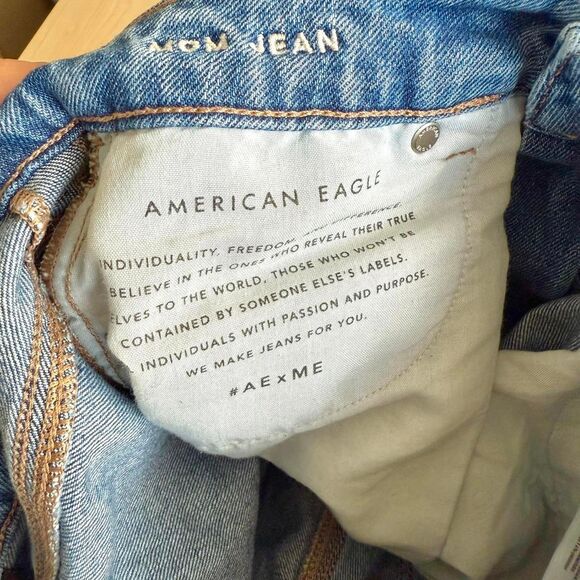 MOM JEAN
AMERICAN EAGLE
INDIVIDUALITY, FREEDOM, AND DIFFERENCE.
BELIEVE IN THE ONES WHO REVEAL THEIR TRUE
ELVES TO THE WORLD, THOSE WHO WON'T BE
CONTAINED BY SOMEONE ELSE'S LABELS.
INDIVIDUALS WITH PASSION AND PURPOSE.
WE MAKE JEANS FOR YOU.
#AExME